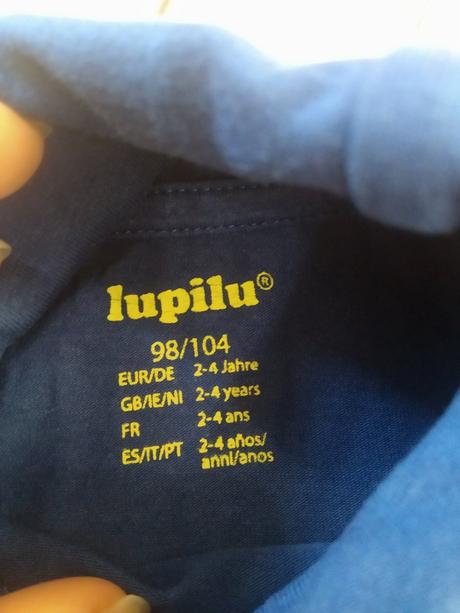 lupilu®
98/104
EUR/DE 2-4 Jahre
GB/IE/NI 2-4 years
FR 2-4 ans
ES/IT/PT 2-4 años/
anni/anos